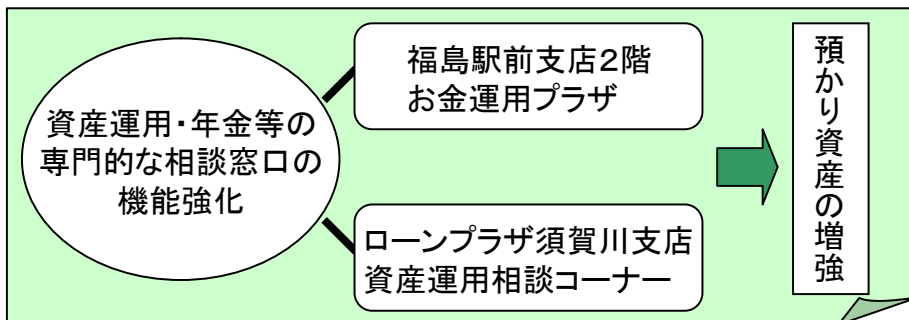 資産運用・年金等の
専門的な相談窓口の
機能強化
福島駅前支店2階
お金運用プラザ
ローンプラザ須賀川支店
資産運用相談コーナー
預かり資産の増強